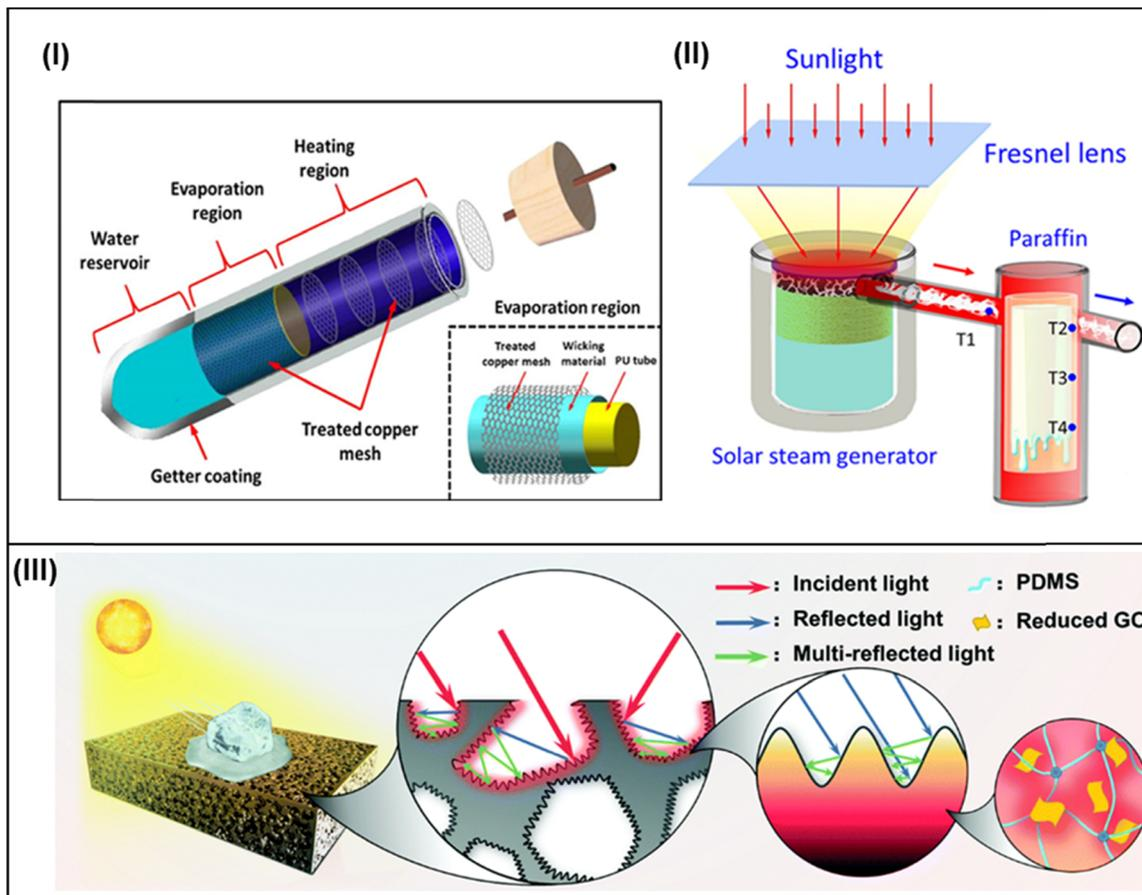 (I)
Heating
region
Evaporation
region
Water
reservoir
Evaporation region
Treated
copper mesh
Wicking
material
PU tube
Treated copper
mesh
Getter coating
(II)
Sunlight
Fresnel lens
Paraffin
T1
T2
T3
T4
Solar steam generator
(III)
: Incident light
: PDMS
: Reflected light
: Reduced GO
: Multi-reflected light